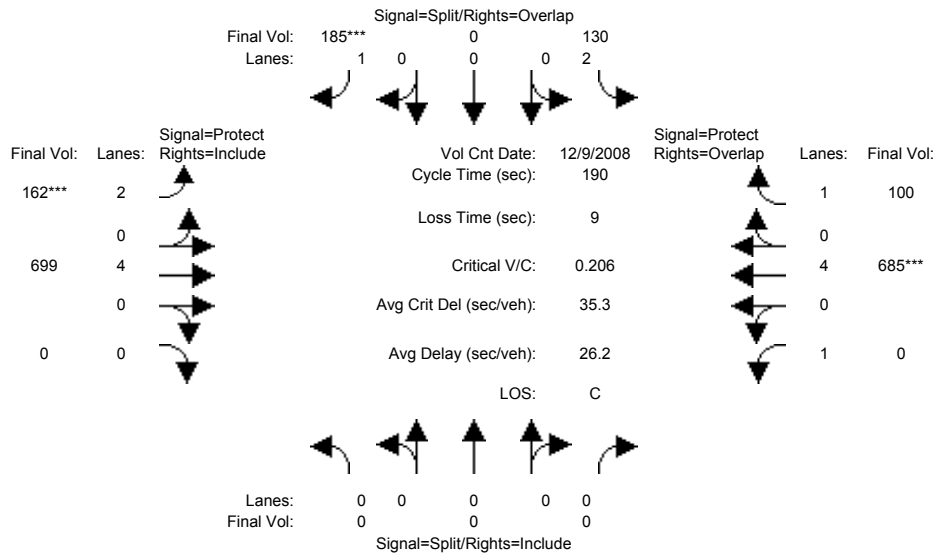 Signal=Split/Rights=Overlap
Final Vol: 185*** 0 130
Lanes: 1 0 0 0 2
Signal=Protect Signal=Protect
Final Vol: Lanes: Rights=Include Vol Cnt Date: 12/9/2008 Rights=Overlap Lanes: Final Vol:
Cycle Time (sec): 190
162*** 2 1 100
Loss Time (sec): 9
0 0
699 4 Critical V/C: 0.206 4 685***
0 Avg Crit Del (sec/veh): 35.3 0
0 0 Avg Delay (sec/veh): 26.2 1 0
LOS: C
Lanes: 0 0 0 0 0
Final Vol: 0 0 0
Signal=Split/Rights=Include